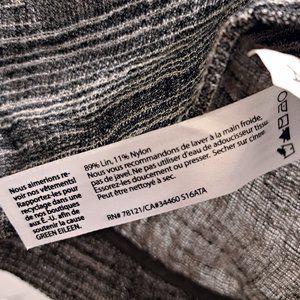 Nous aimerions re-
voir nos vêtements!
Rapportez-les pour
recyclage dans une
de nos boutiques
aux É.-U. afin de
soutenir la cause
GREEN EILEEN.
89% Lin, 11% Nylon
Nous vous recommandons de laver à la main froide,
pas de javel. Ne pas utiliser d'eau de adoucisseur tissu.
Essorez-les doucement ou presser. Secher sur cintre
Peut être nettoyé à sec.
RN# 78121/CA#34460 S16ATA